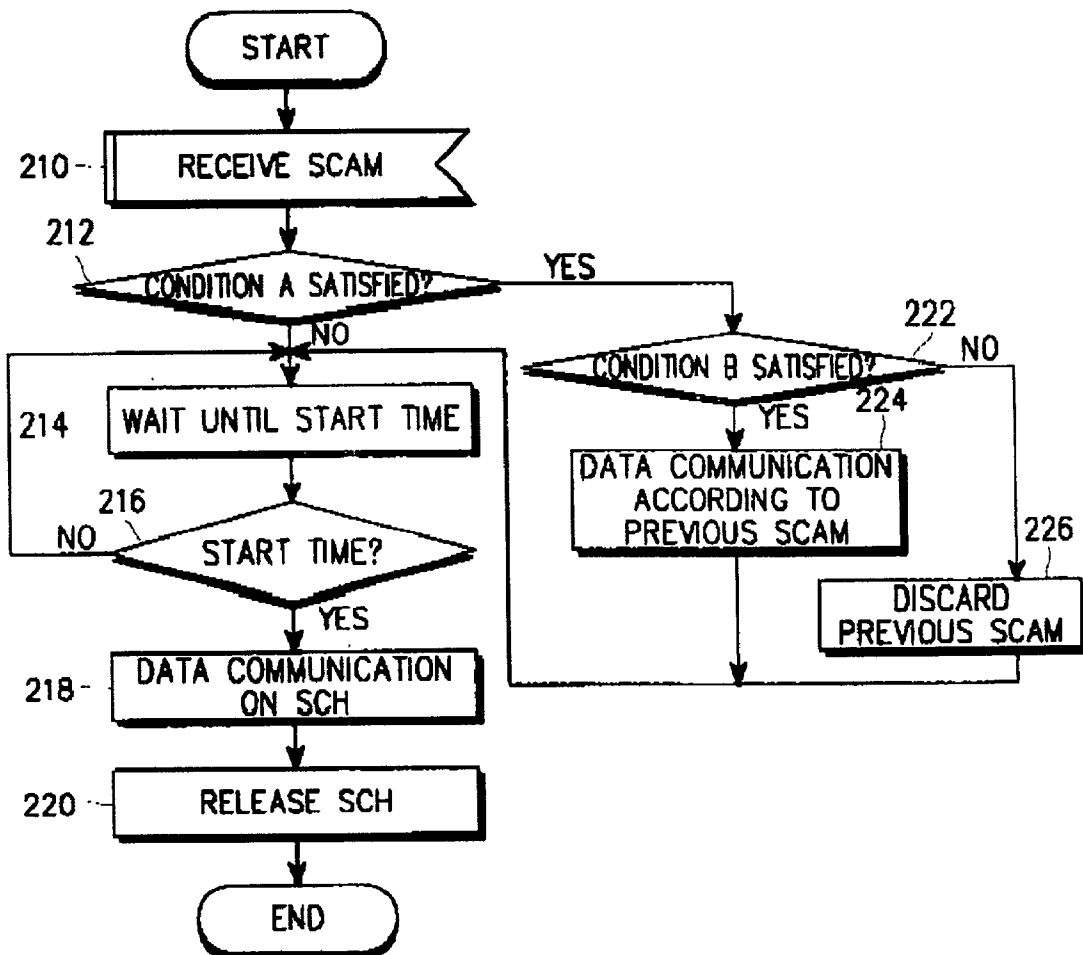 START
210
RECEIVE SCAM
212
CONDITION A SATISFIED?
YES
NO
222
CONDITION B SATISFIED?
NO
YES
224
214
WAIT UNTIL START TIME
DATA COMMUNICATION
ACCORDING TO
PREVIOUS SCAM
216
NO
START TIME?
YES
226
DISCARD
PREVIOUS SCAM
218
DATA COMMUNICATION
ON SCH
220
RELEASE SCH
END